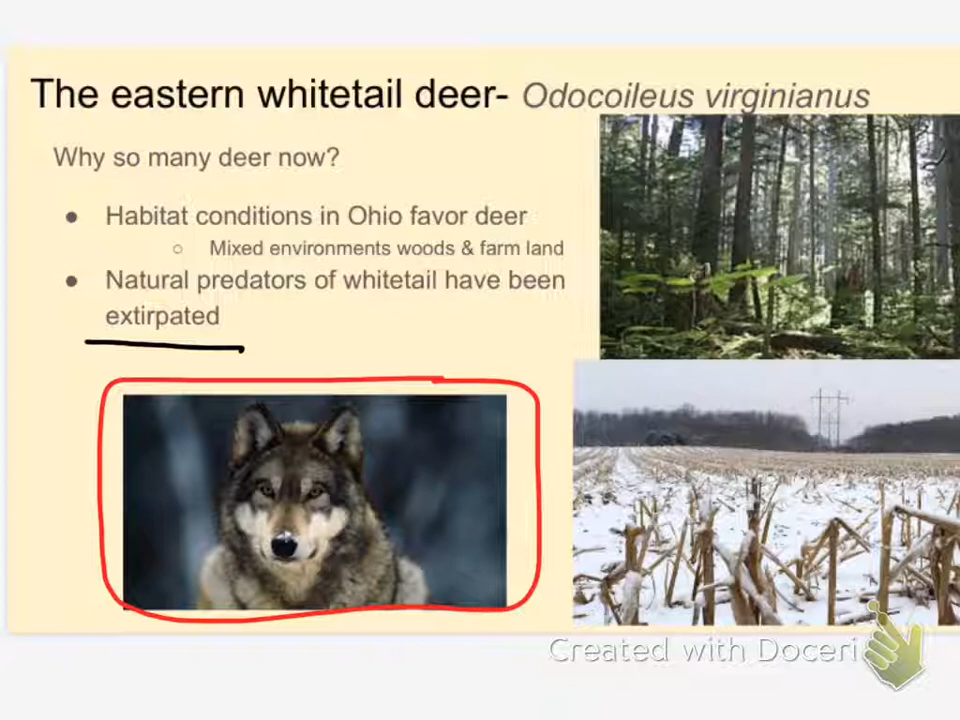 The eastern whitetail deer- Odocoileus virginianus
Why so many deer now?
● Habitat conditions in Ohio favor deer
○ Mixed environments woods & farm land
● Natural predators of whitetail have been
extirpated
Created with Doceri